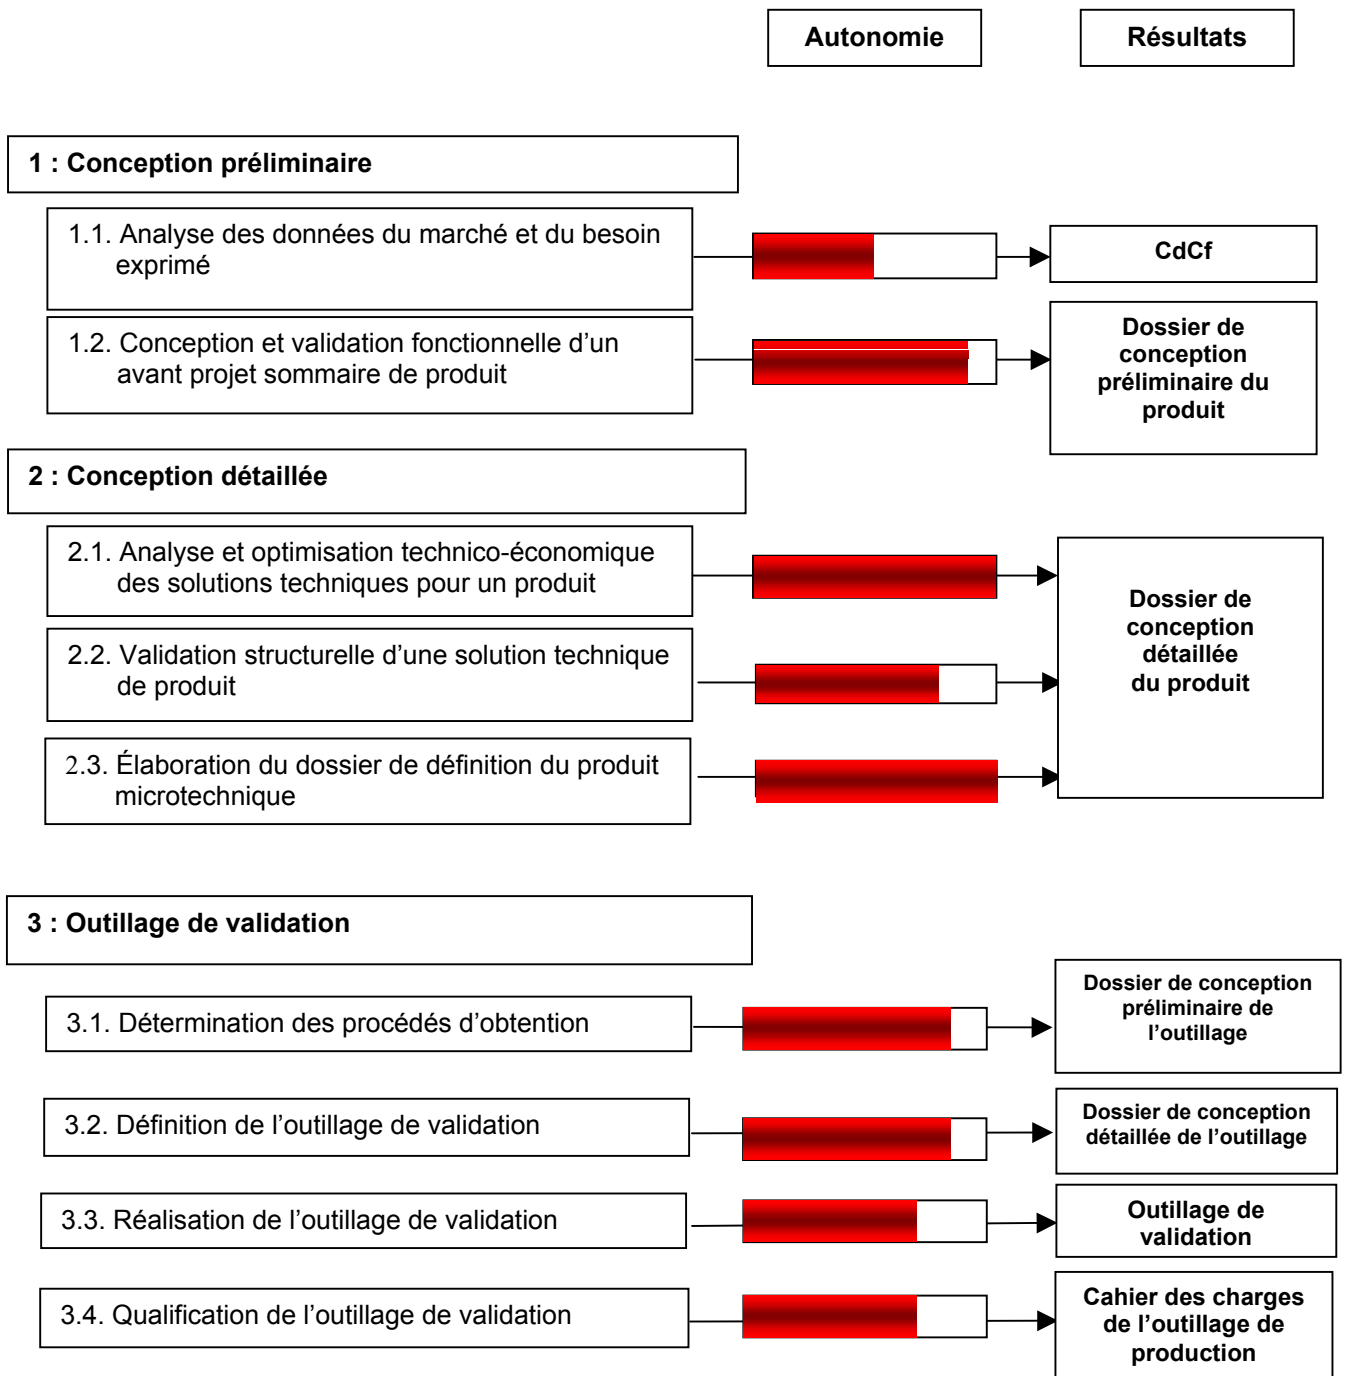 Autonomie
Résultats
1 : Conception préliminaire
1.1. Analyse des données du marché et du besoin
exprimé
CdCf
1.2. Conception et validation fonctionnelle d’un
avant projet sommaire de produit
Dossier de
conception
préliminaire du
produit
2 : Conception détaillée
2.1. Analyse et optimisation technico-économique
des solutions techniques pour un produit
2.2. Validation structurelle d’une solution technique
de produit
2.3. Élaboration du dossier de définition du produit
microtechnique
Dossier de
conception
détaillée
du produit
3 : Outillage de validation
3.1. Détermination des procédés d’obtention
Dossier de conception
préliminaire de
l’outillage
3.2. Définition de l’outillage de validation
Dossier de conception
détaillée de l’outillage
3.3. Réalisation de l’outillage de validation
Outillage de
validation
3.4. Qualification de l’outillage de validation
Cahier des charges
de l’outillage de
production